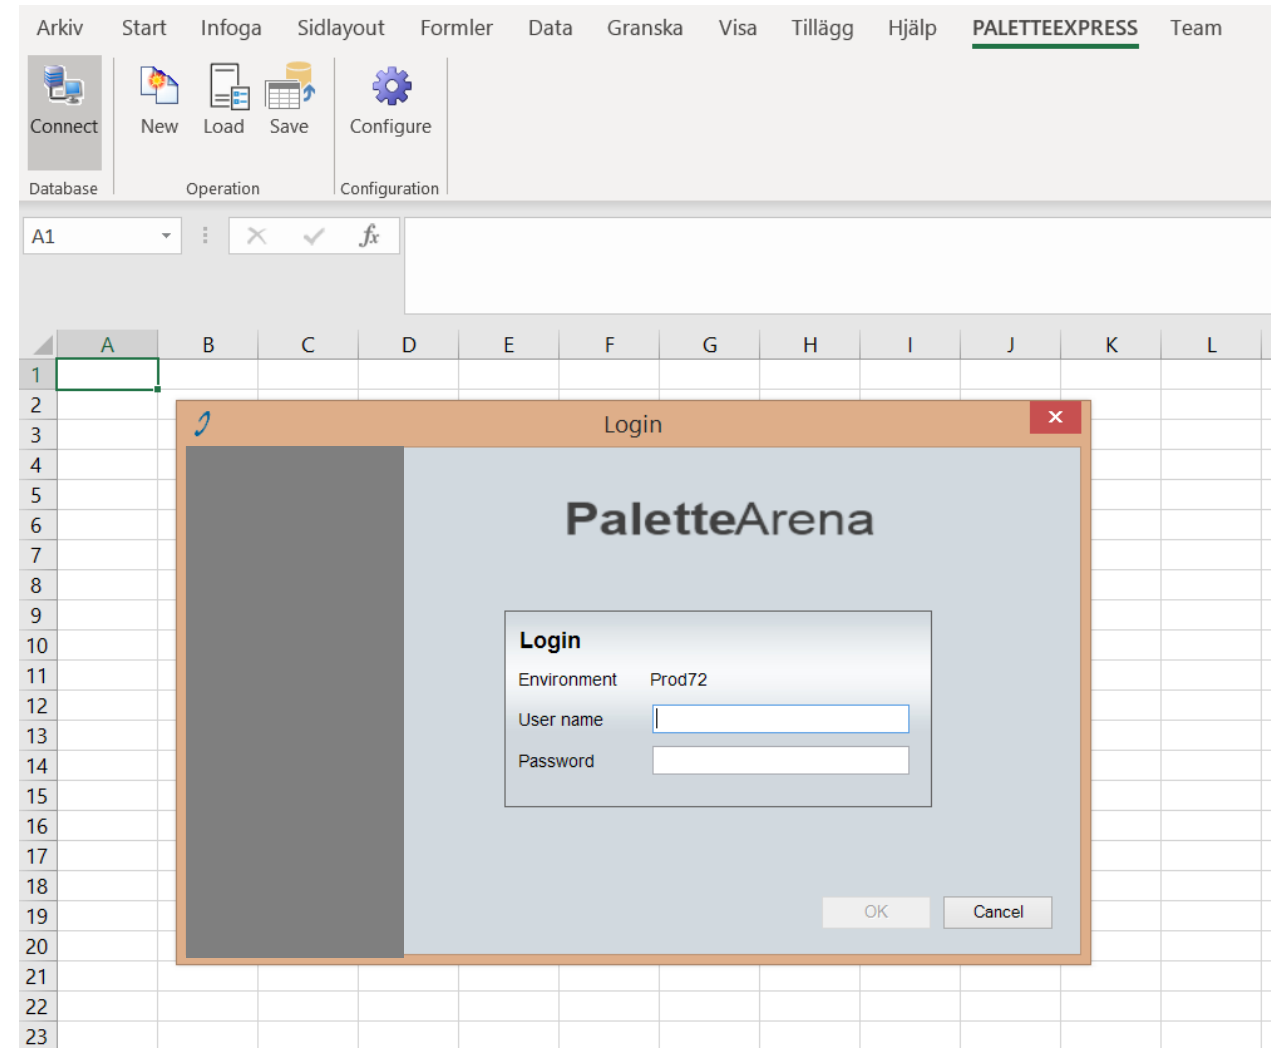 Arkiv Start Infoga Sidlayout Formler Data Granska Visa Tillägg Hjälp PALETTEEXPRESS Team
Connect New Load Save Configure
Database Operation Configuration
A1 fx
A B C D E F G H I J K L
1
2
3
4
5
6
7
8
9
10
11
12
13
14
15
16
17
18
19
20
21
22
23
Login
PaletteArena
Login
Environment Prod72
User name
Password
OK Cancel